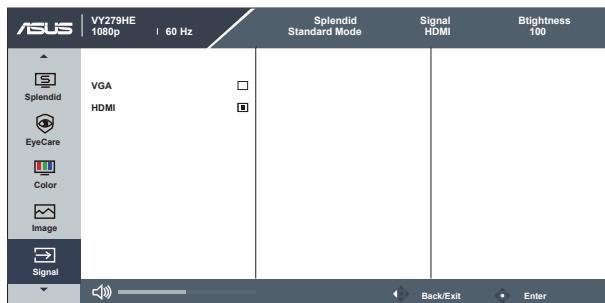 ASUS
VY279HE
1080p | 60 Hz
Splendid
Standard Mode
Signal
HDMI
Btightness
100
Splendid
EyeCare
Color
Image
Signal
VGA
HDMI
Back/Exit
Enter